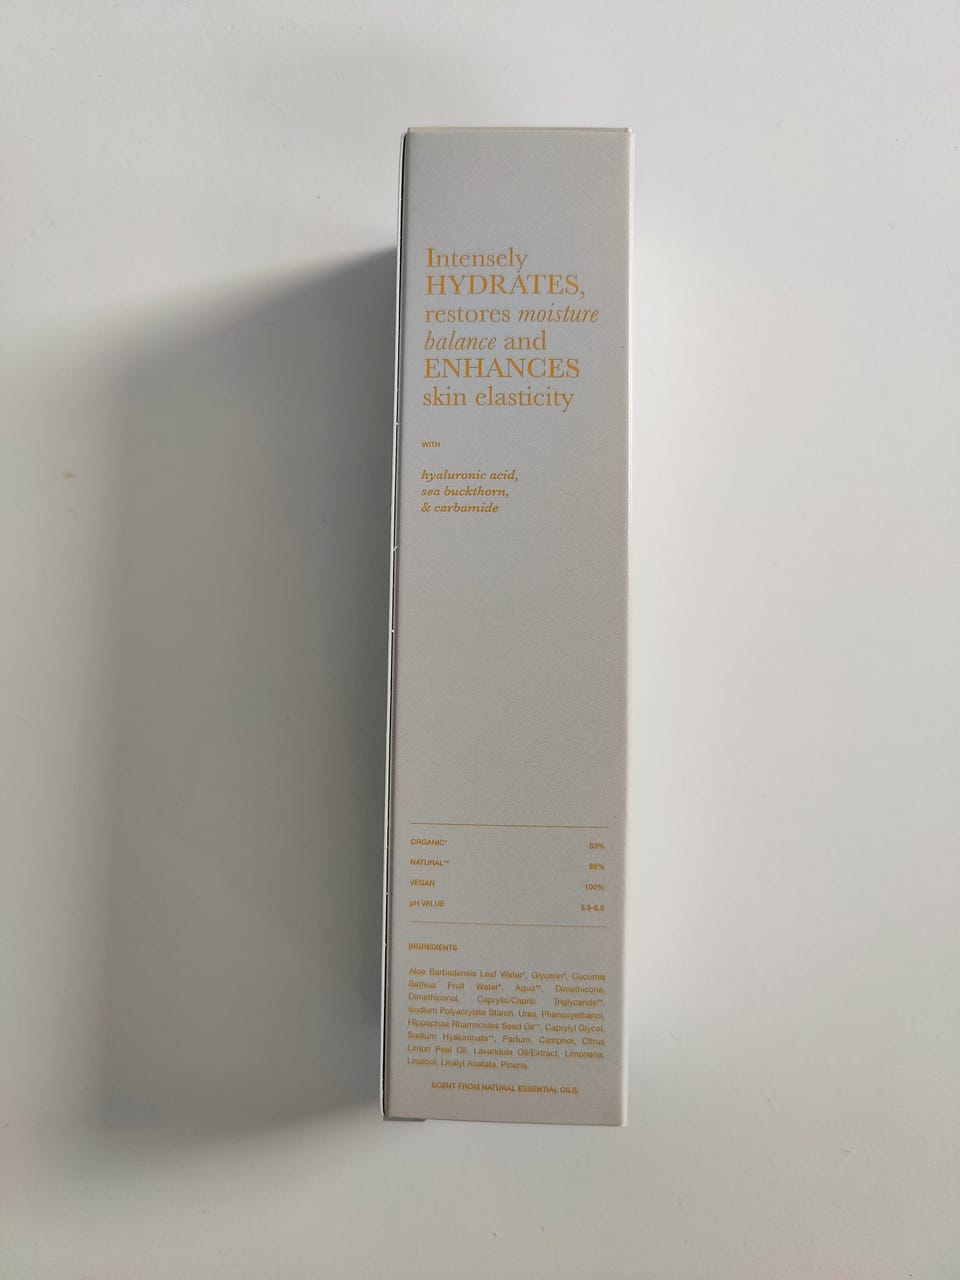 Intensely
HYDRATES,
restores moisture
balance and
ENHANCES
skin elasticity
WITH
hyaluronic acid,
sea buckthorn,
& carbamide
ORGANIC* 83%
NATURAL** 88%
VEGAN 100%
pH VALUE 5.5-6.5
INGREDIENTS
Aloe Barbadensis Leaf Water*, Glycerin*, Cucumis
Sativus Fruit Water*, Aqua**, Dimethicone,
Dimethiconol, Caprylic/Capric Triglyceride**,
Sodium Polyacrylate Starch, Urea, Phenoxyethanol,
Hippophae Rhamnoides Seed Oil**, Caprylyl Glycol,
Sodium Hyaluronate**, Parfum, Camphor, Citrus
Limon Peel Oil, Lavandula Oil/Extract, Limonene,
Linalool, Linalyl Acetate, Pinene.
SCENT FROM NATURAL ESSENTIAL OILS.